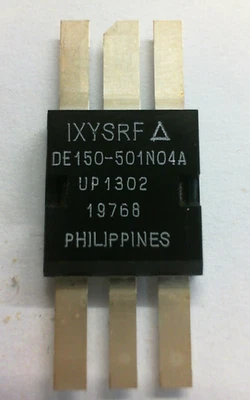 IXYSRF △
DE150-501N04A
UP1302
19768
PHILIPPINES